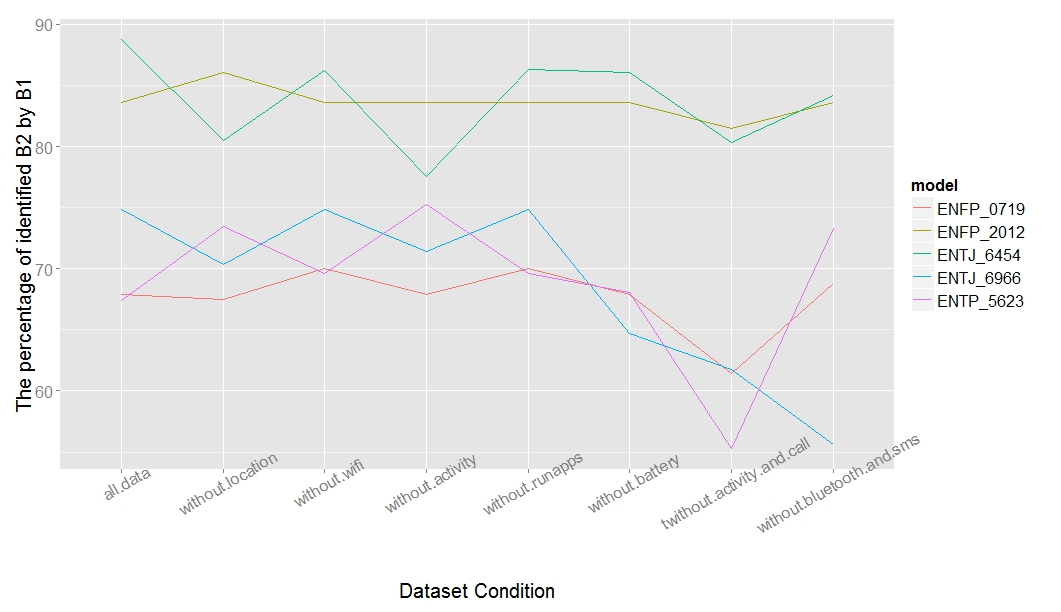 The percentage of identified B2 by B1
90
80
70
60
all.data
without.location
without.wifi
without.activity
without.runapps
without.battery
twithout.activity.and.call
without.bluetooth.and.sms
Dataset Condition
model
ENFP_0719
ENFP_2012
ENTJ_6454
ENTJ_6966
ENTP_5623